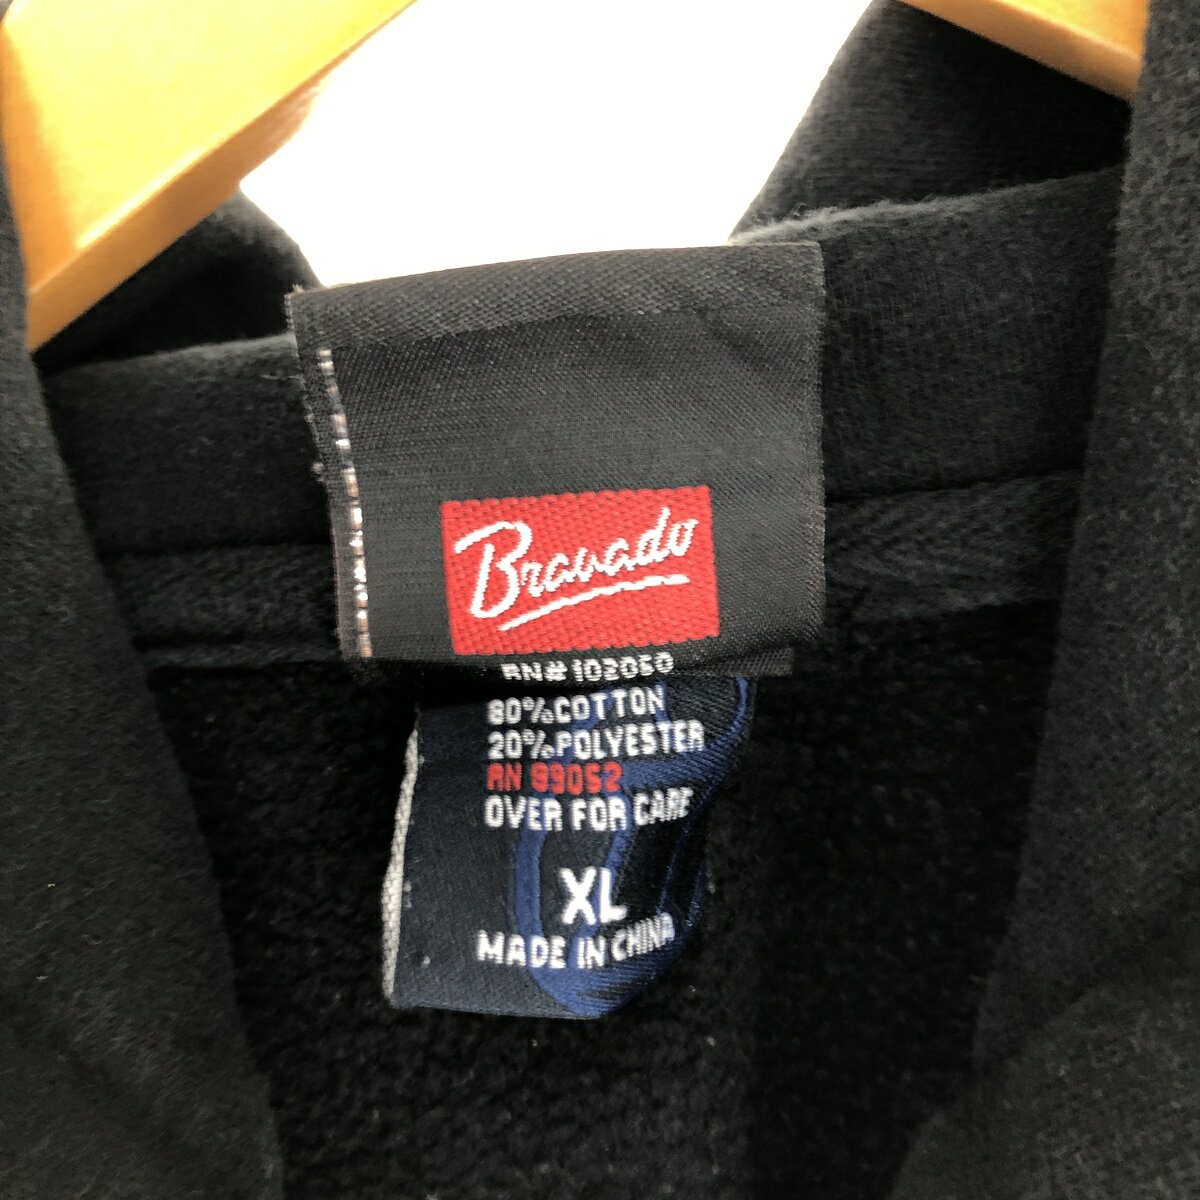 Bravado
RN# 102050
80%COTTON
20%POLYESTER
RN 99052
OVER FOR CARE
XL
MADE IN CHINA